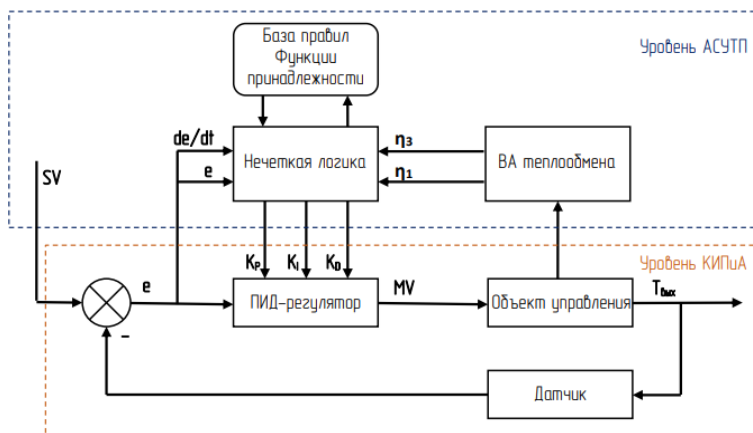 База правил
Функции
принадлежности
Уровень АСУТП
de/dt
Нечеткая логика
η₃
ВА теплообмена
SV
e
η₁
Уровень КИПиА
Kₚ
Kᵢ
K_D
e
ПИД-регулятор
MV
Объект управления
Tвых
–
Датчик